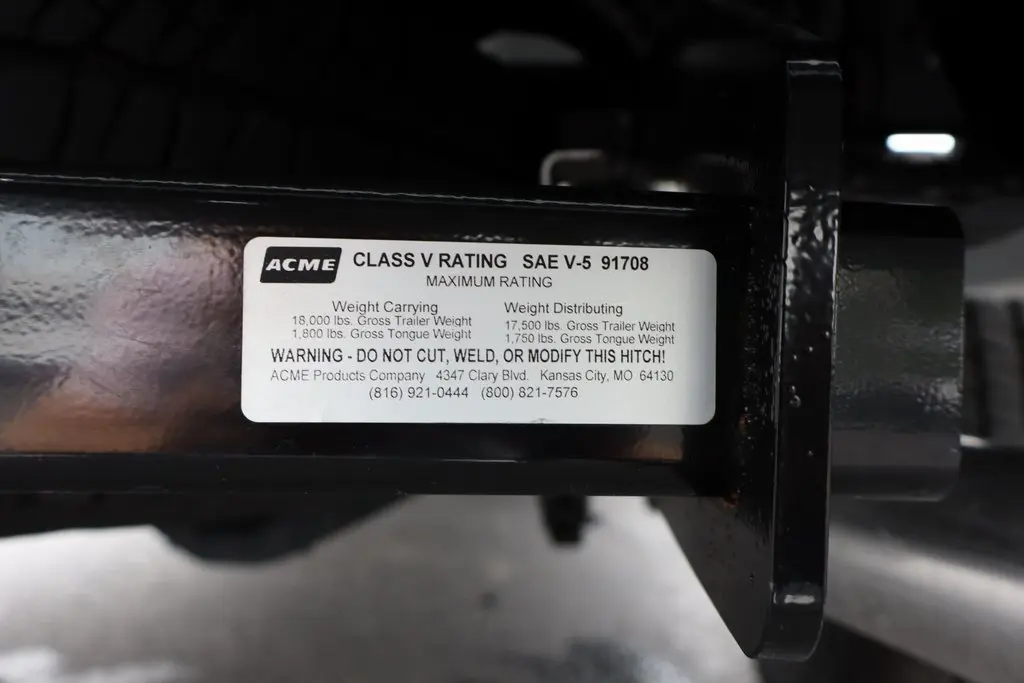 ACME CLASS V RATING SAE V-5 91708
MAXIMUM RATING
Weight Carrying Weight Distributing
18,000 lbs. Gross Trailer Weight 17,500 lbs. Gross Trailer Weight
1,800 lbs. Gross Tongue Weight 1,750 lbs. Gross Tongue Weight
WARNING - DO NOT CUT, WELD, OR MODIFY THIS HITCH!
ACME Products Company 4347 Clary Blvd. Kansas City, MO 64130
(816) 921-0444 (800) 821-7576